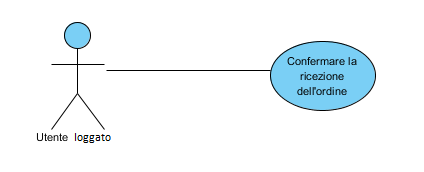 Confermare la
ricezione
dell'ordine
Utente loggato